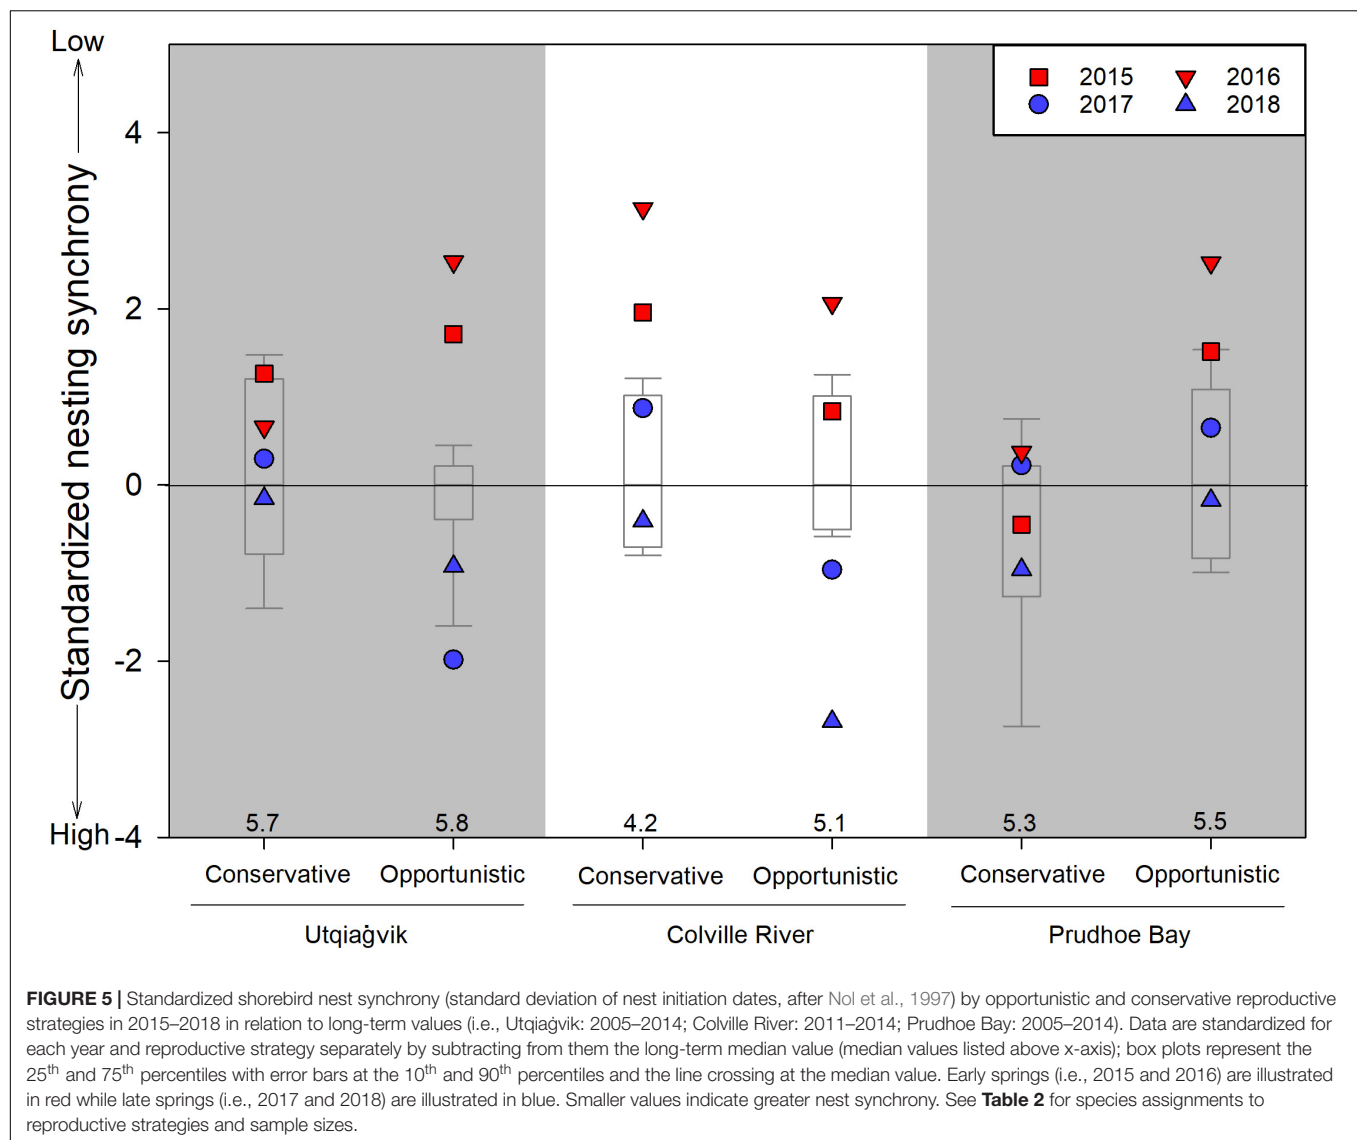 Low
2015 2016
2017 2018
4
2
0
-2
High -4
Standardized nesting synchrony
5.7 5.8 4.2 5.1 5.3 5.5
Conservative Opportunistic Conservative Opportunistic Conservative Opportunistic
Utqiaġvik Colville River Prudhoe Bay
FIGURE 5 | Standardized shorebird nest synchrony (standard deviation of nest initiation dates, after Nol et al., 1997) by opportunistic and conservative reproductive
strategies in 2015–2018 in relation to long-term values (i.e., Utqiaġvik: 2005–2014; Colville River: 2011–2014; Prudhoe Bay: 2005–2014). Data are standardized for
each year and reproductive strategy separately by subtracting from them the long-term median value (median values listed above x-axis); box plots represent the
25th and 75th percentiles with error bars at the 10th and 90th percentiles and the line crossing at the median value. Early springs (i.e., 2015 and 2016) are illustrated
in red while late springs (i.e., 2017 and 2018) are illustrated in blue. Smaller values indicate greater nest synchrony. See Table 2 for species assignments to
reproductive strategies and sample sizes.